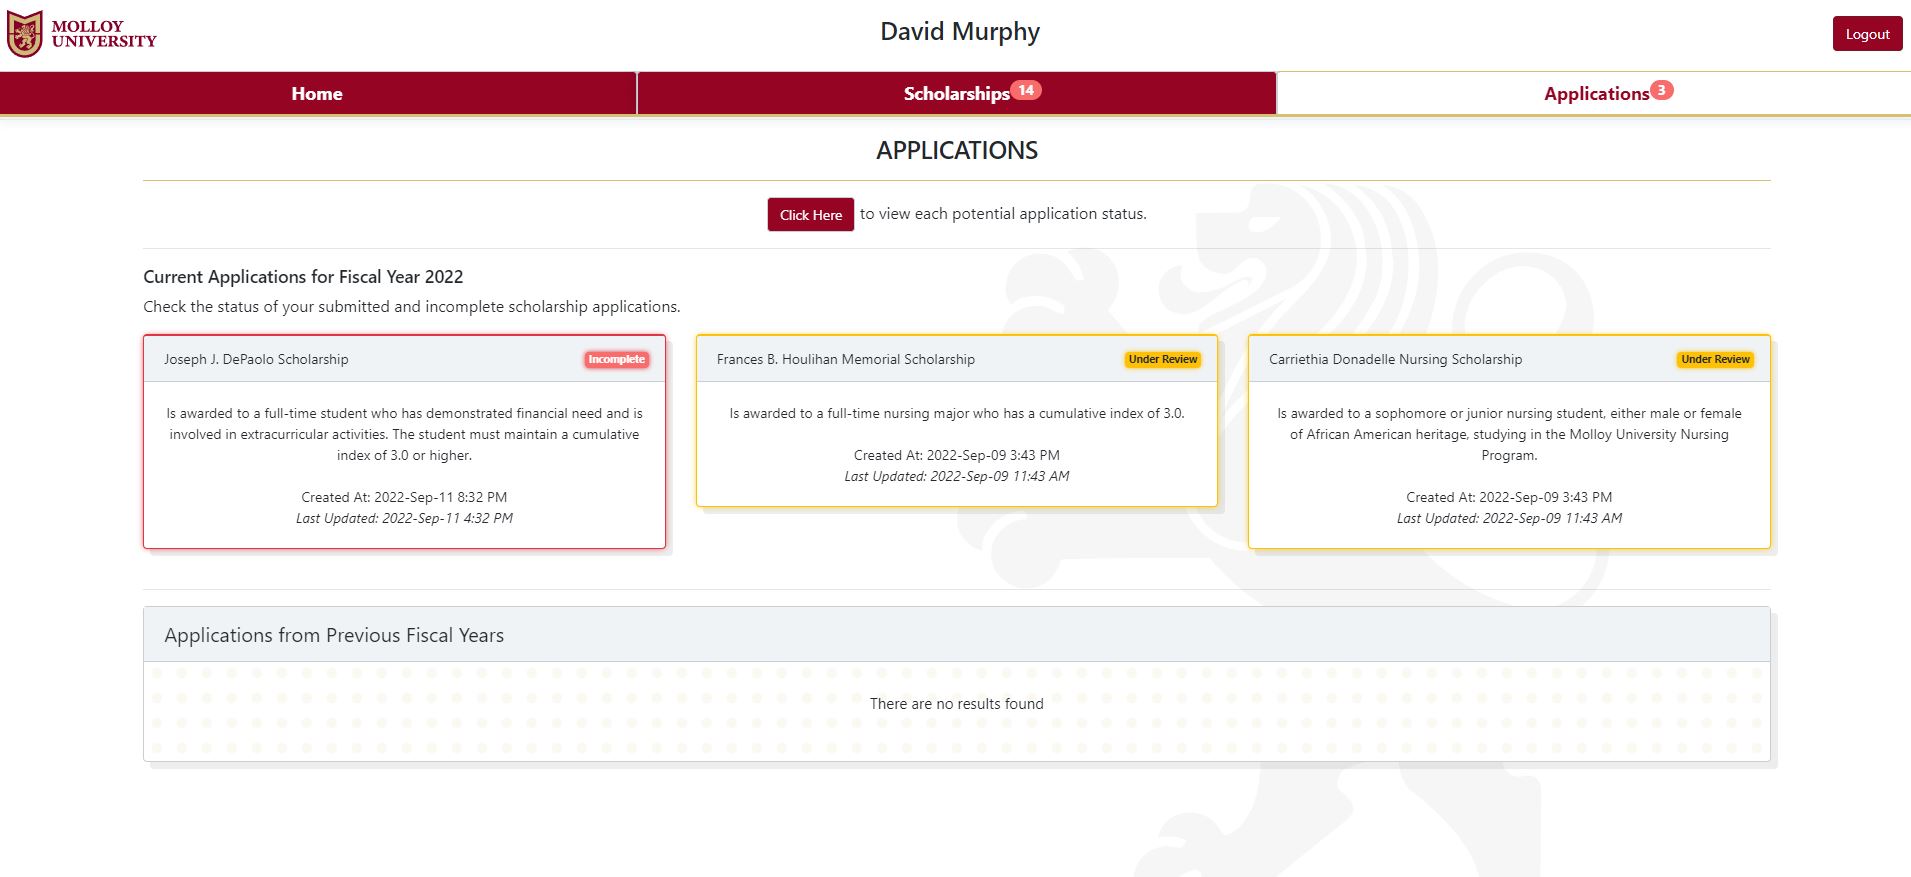 MOLLOY
UNIVERSITY
David Murphy
Logout
Home
Scholarships 14
Applications 3
APPLICATIONS
Click Here to view each potential application status.
Current Applications for Fiscal Year 2022
Check the status of your submitted and incomplete scholarship applications.
Joseph J. DePaolo Scholarship
Incomplete
Is awarded to a full-time student who has demonstrated financial need and is
involved in extracurricular activities. The student must maintain a cumulative
index of 3.0 or higher.
Created At: 2022-Sep-11 8:32 PM
Last Updated: 2022-Sep-11 4:32 PM
Frances B. Houlihan Memorial Scholarship
Under Review
Is awarded to a full-time nursing major who has a cumulative index of 3.0.
Created At: 2022-Sep-09 3:43 PM
Last Updated: 2022-Sep-09 11:43 AM
Carriethia Donadelle Nursing Scholarship
Under Review
Is awarded to a sophomore or junior nursing student, either male or female
of African American heritage, studying in the Molloy University Nursing
Program.
Created At: 2022-Sep-09 3:43 PM
Last Updated: 2022-Sep-09 11:43 AM
Applications from Previous Fiscal Years
There are no results found